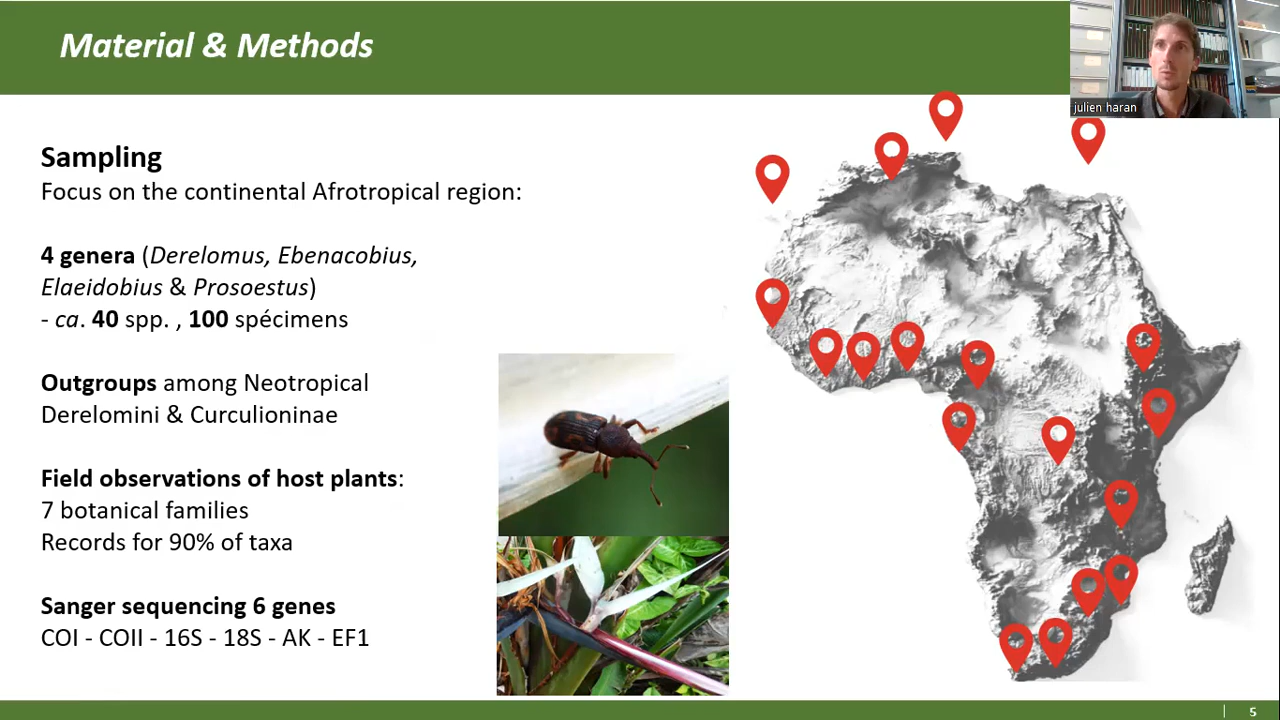 Material & Methods
julien haran
Sampling
Focus on the continental Afrotropical region:
4 genera (Derelomus, Ebenacobius,
Elaeidobius & Prosoestus)
- ca. 40 spp. , 100 spécimens
Outgroups among Neotropical
Derelomini & Curculioninae
Field observations of host plants:
7 botanical families
Records for 90% of taxa
Sanger sequencing 6 genes
COI - COII - 16S - 18S - AK - EF1
5